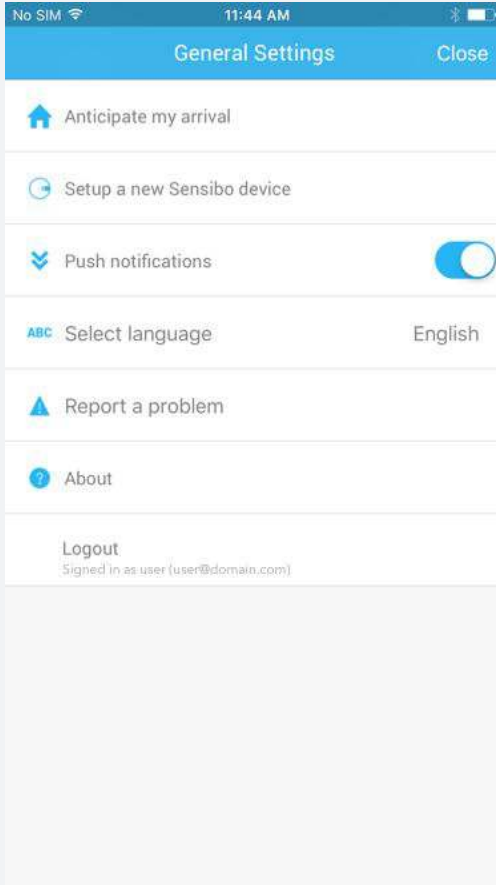 No SIM 11:44 AM
General Settings Close
Anticipate my arrival
Setup a new Sensibo device
Push notifications
ABC Select language English
Report a problem
? About
Logout
Signed in as user (user@domain.com)